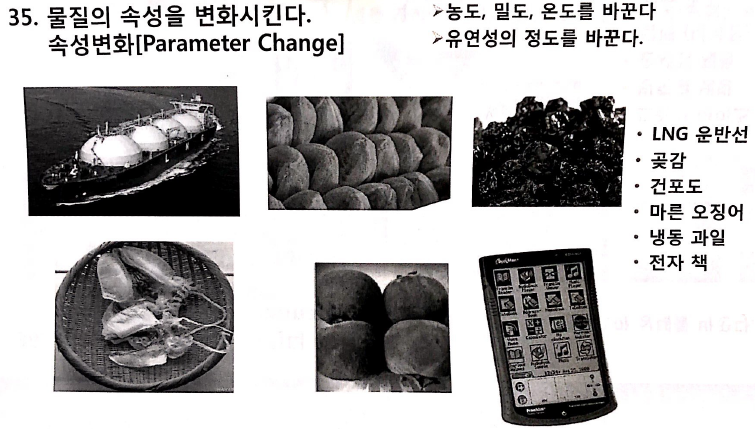 35. 물질의 속성을 변화시킨다.
속성변화[Parameter Change]
➢농도, 밀도, 온도를 바꾼다
➢유연성의 정도를 바꾼다.
• LNG 운반선
• 곶감
• 건포도
• 마른 오징어
• 냉동 과일
• 전자 책